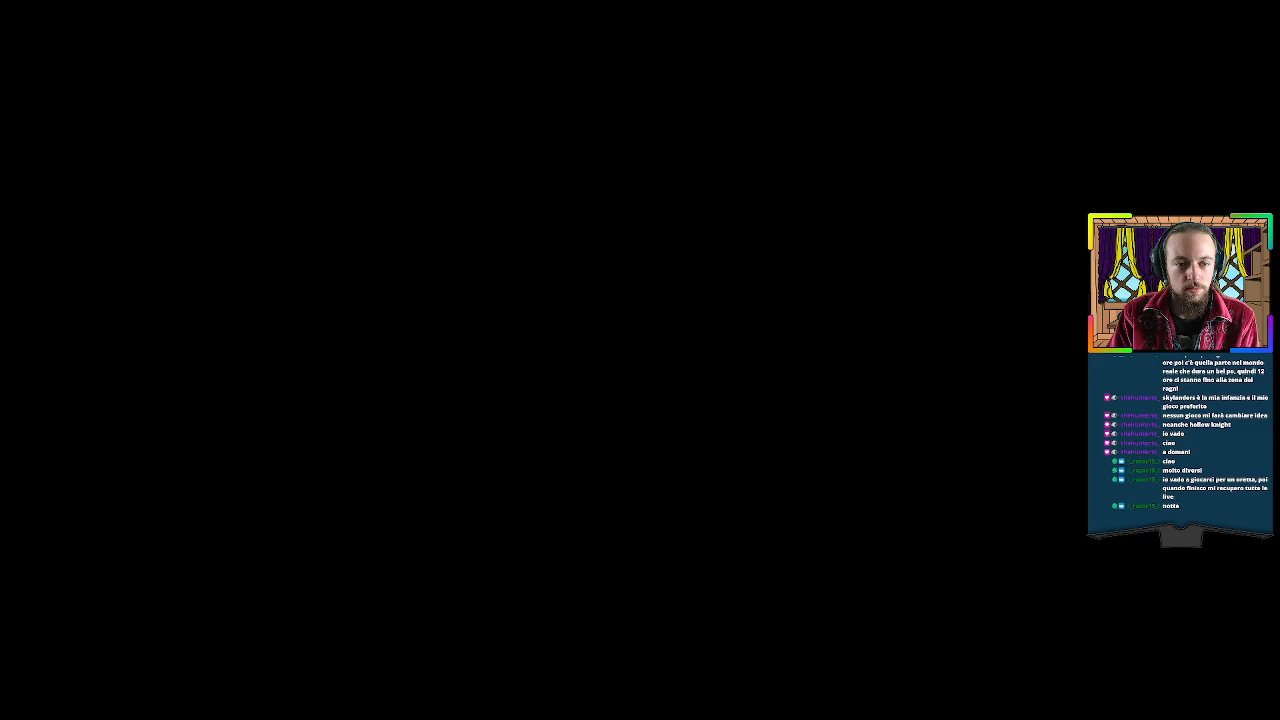 ore poi c'è quella parte nel mondo
reale che dura un bel po, quindi 12
ore ci stanno fino alla zona dei
ragni
skylanders è la mia infanzia e il mio
gioco preferito
nessun gioco mi farà cambiare idea
neanche hollow knight
io vado
ciao
a domani
ciao
molto diversi
io vado a giocarci per un oretta, poi
quando finisco mi recupero tutte le
live
notte